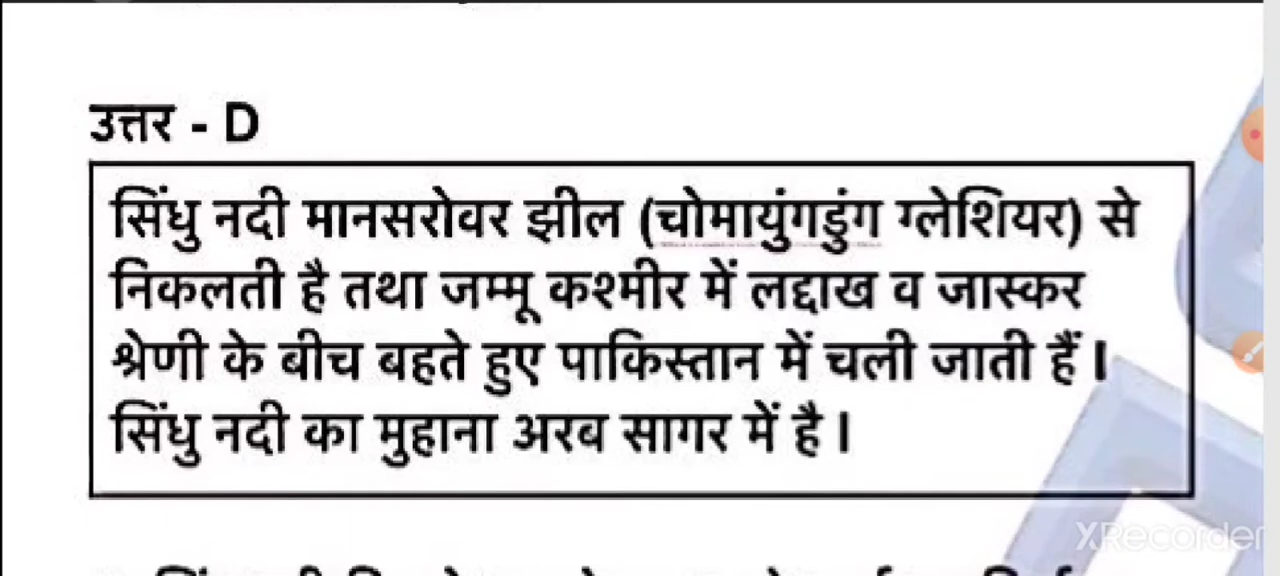 उत्तर - D
सिंधु नदी मानसरोवर झील (चोमायुंगडुंग ग्लेशियर) से
निकलती है तथा जम्मू कश्मीर में लद्दाख व जास्कर
श्रेणी के बीच बहते हुए पाकिस्तान में चली जाती हैं I
सिंधु नदी का मुहाना अरब सागर में है I
XRecorder